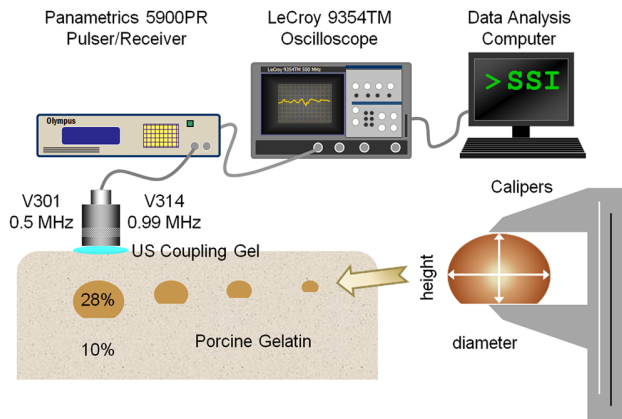 Panametrics 5900PR
Pulser/Receiver
LeCroy 9354TM
Oscilloscope
Data Analysis
Computer
LeCroy 9354TM 500 MHz
>SSI
Olympus
V301
0.5 MHz
V314
0.99 MHz
US Coupling Gel
Calipers
28%
10%
Porcine Gelatin
height
diameter